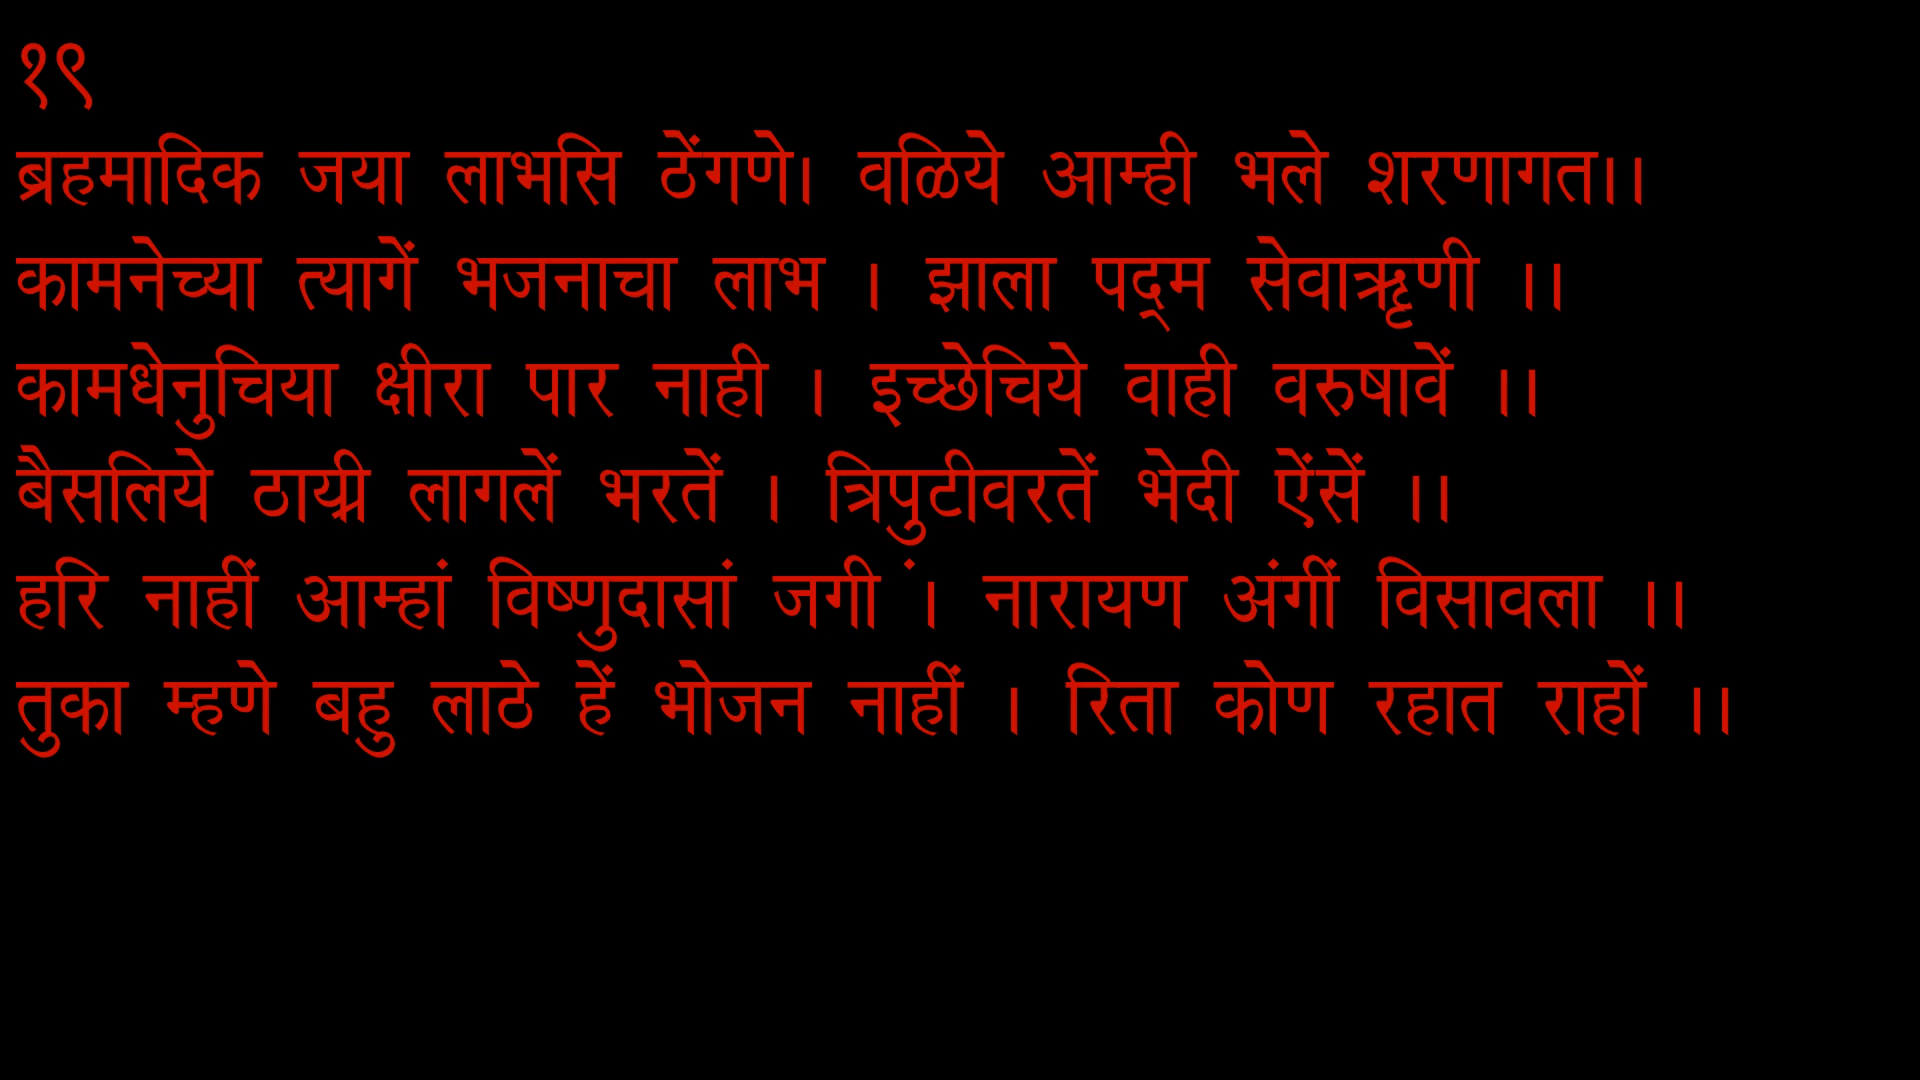 १९
ब्रहमादिक जया लाभसि ठेंगणे। वळिये आम्ही भले शरणागत।।
कामनेच्या त्यागें भजनाचा लाभ । झाला पद्‌म सेवाऋृणी ।।
कामधेनुचिया क्षीरा पार नाही । इच्छेचिये वाही वरुषावें ।।
बैसलिये लागलें भरतें । त्रिपुटीवरतें भेदी ऐंसें ।।
हरि नाहीं आम्हां विष्णुदासां जगी ं। नारायण अंगीं विसावला ।।
तुका म्हणे बहु लाठे हें भोजन नाहीं । रिता कोण रहात राहों ।।